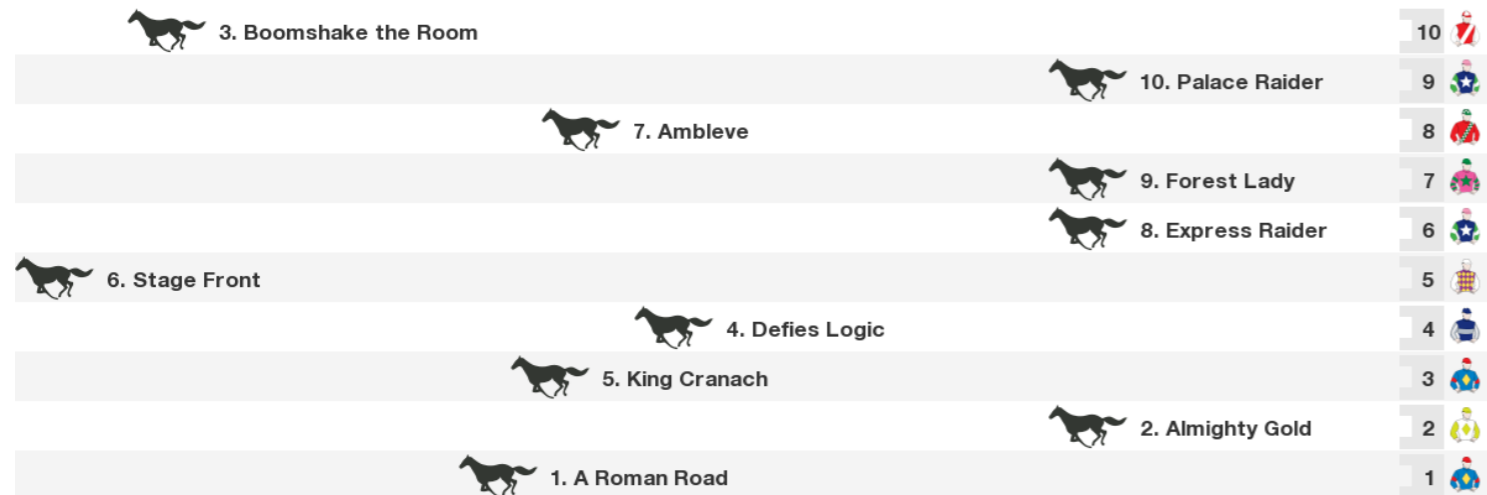 3. Boomshake the Room 10
10. Palace Raider 9
7. Ambleve 8
9. Forest Lady 7
8. Express Raider 6
6. Stage Front 5
4. Defies Logic 4
5. King Cranach 3
2. Almighty Gold 2
1. A Roman Road 1